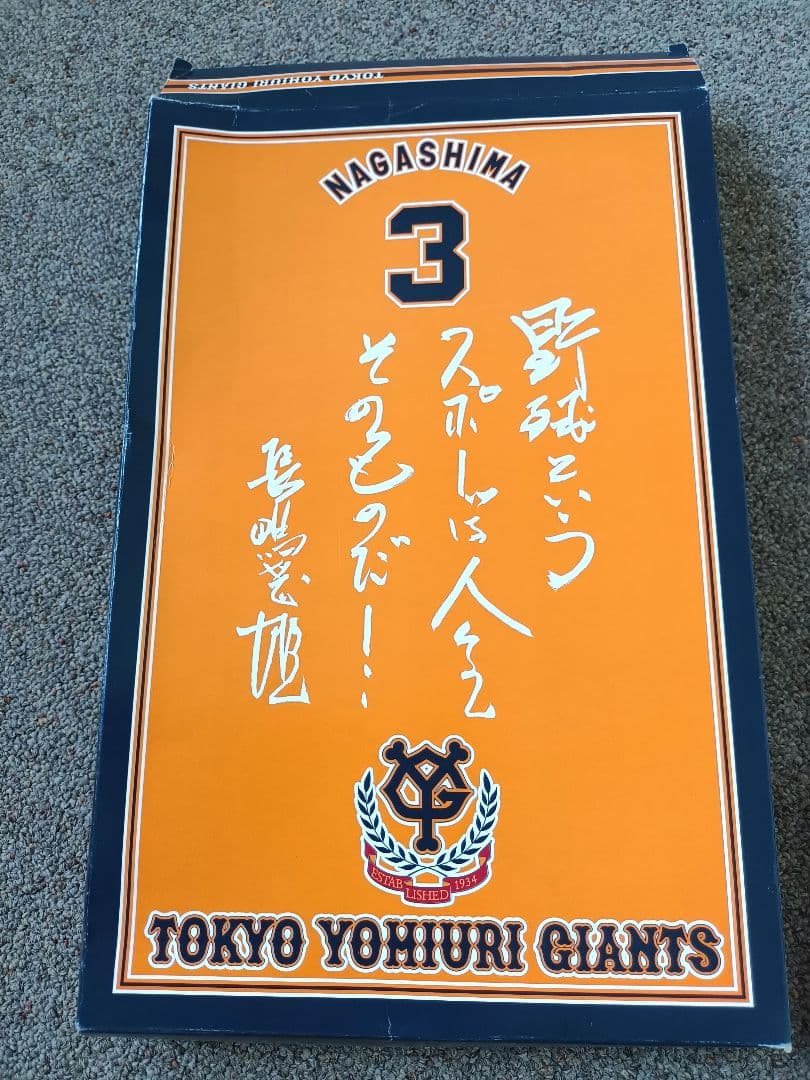 TOKYO YOMIURI GIANTS
NAGASHIMA
3
野球という
スポーツは人生
そのものだ!!
長嶋茂雄
YG
ESTABLISHED 1934
TOKYO YOMIURI GIANTS